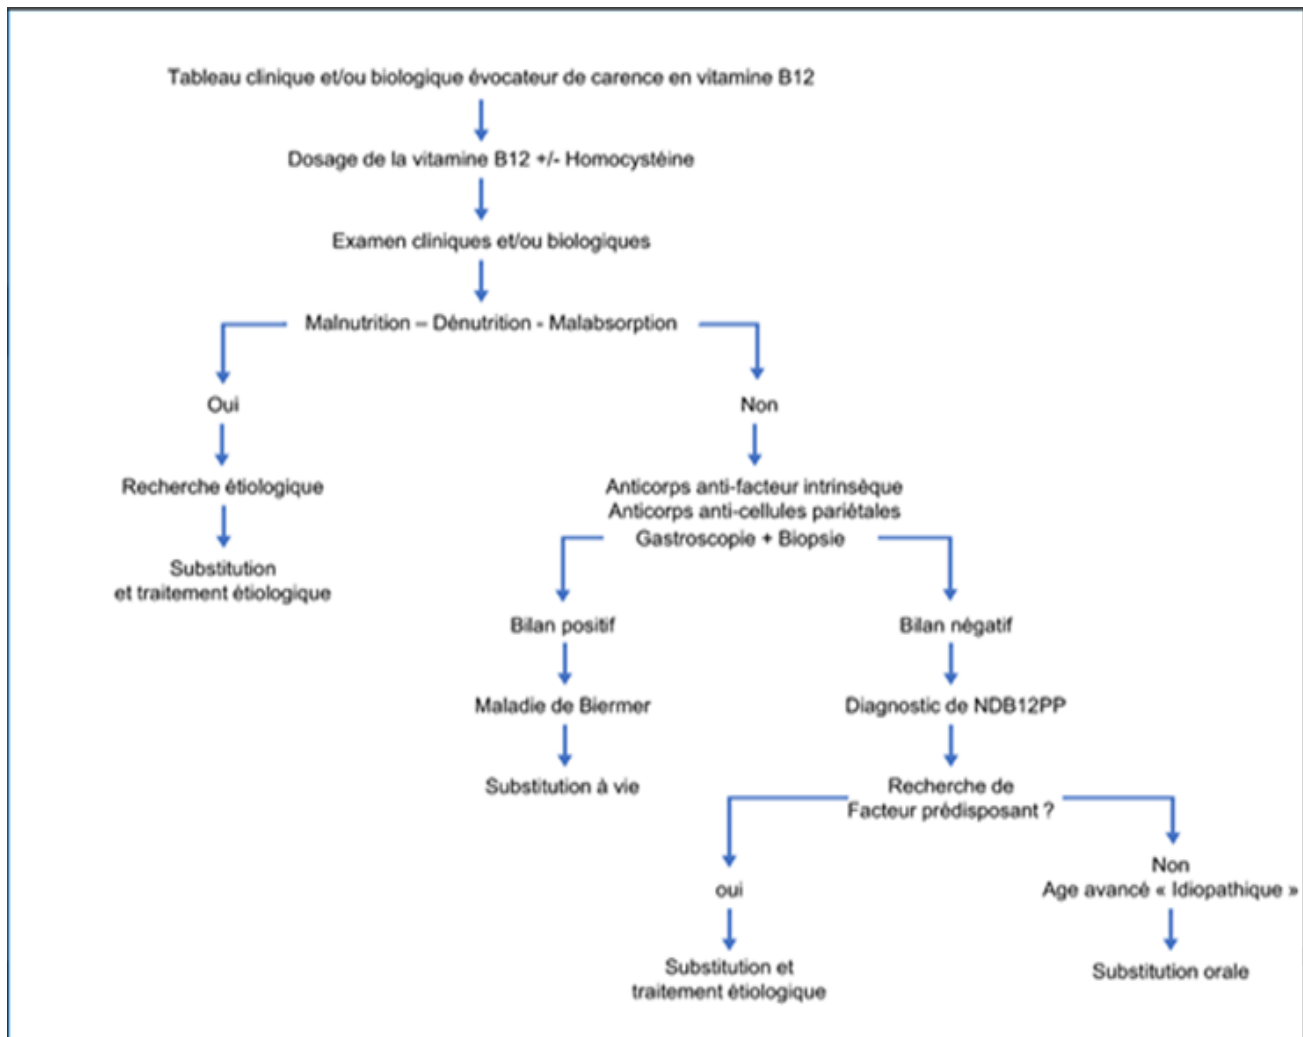 Tableau clinique et/ou biologique évocateur de carence en vitamine B12
Dosage de la vitamine B12 +/- Homocystéine
Examen cliniques et/ou biologiques
Malnutrition – Dénutrition - Malabsorption
Oui
Non
Recherche étiologique
Anticorps anti-facteur intrinsèque
Anticorps anti-cellules pariétales
Gastroscopie + Biopsie
Substitution
et traitement étiologique
Bilan positif
Bilan négatif
Maladie de Biermer
Diagnostic de NDB12PP
Substitution à vie
Recherche de
Facteur prédisposant ?
oui
Non
Age avancé « Idiopathique »
Substitution et
traitement étiologique
Substitution orale